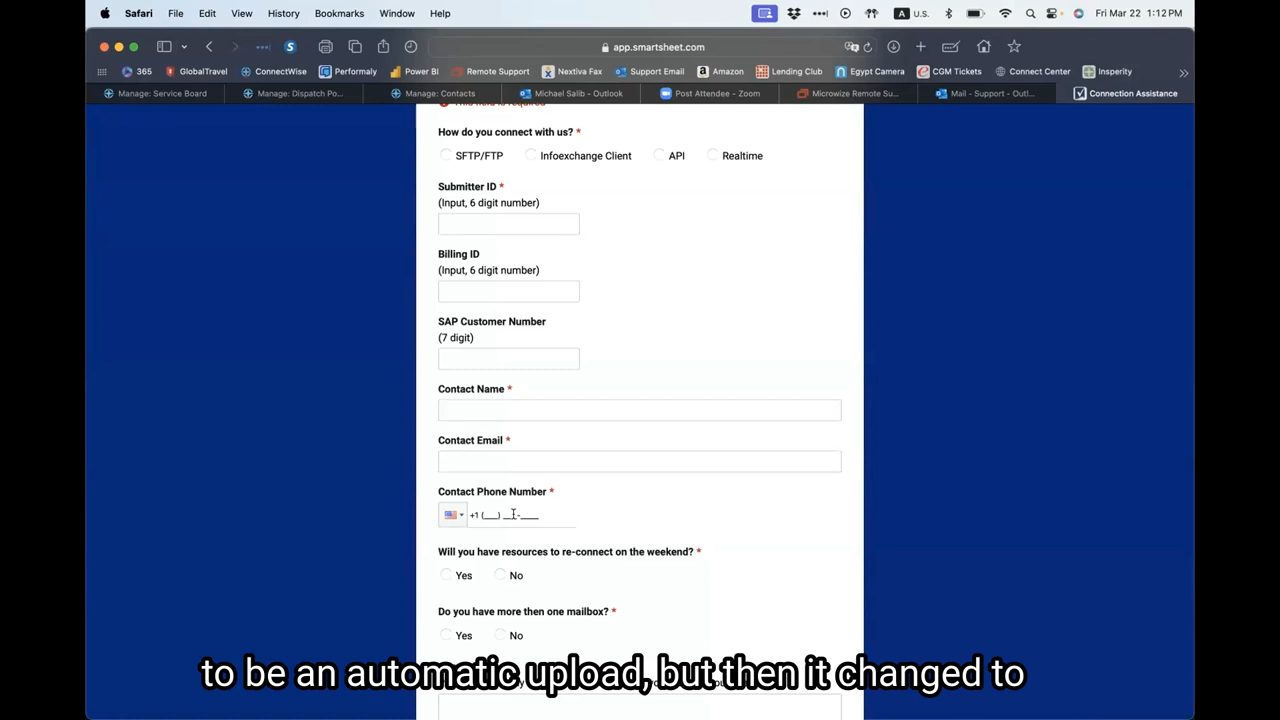 Safari File Edit View History Bookmarks Window Help A U.S. Fri Mar 22 1:12 PM
app.smartsheet.com
365 GlobalTravel ConnectWise Performaly Power BI Remote Support Nextiva Fax Support Email Amazon Lending Club Egypt Camera CGM Tickets Connect Center Insperity
Manage: Service Board Manage: Dispatch Po... Manage: Contacts Michael Salib - Outlook Post Attendee - Zoom Microwize Remote Su... Mail - Support - Outl... Connection Assistance
This field is required
How do you connect with us? *
SFTP/FTP Infoexchange Client API Realtime
Submitter ID *
(Input, 6 digit number)
Billing ID
(Input, 6 digit number)
SAP Customer Number
(7 digit)
Contact Name *
Contact Email *
Contact Phone Number *
+1 (___) ___-____
Will you have resources to re-connect on the weekend? *
Yes No
Do you have more then one mailbox? *
Yes No
to be an automatic upload, but then it changed to